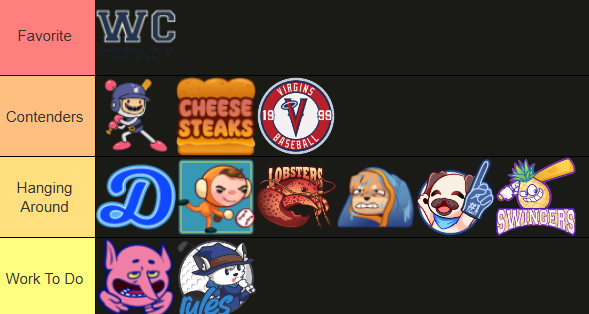 Favorite
WC
Contenders
CHEESE
STEAKS
VIRGINS
19 99
V
BASEBALL
Hanging
Around
D
LOBSTERS
#1
SWINGERS
Work To Do
rules